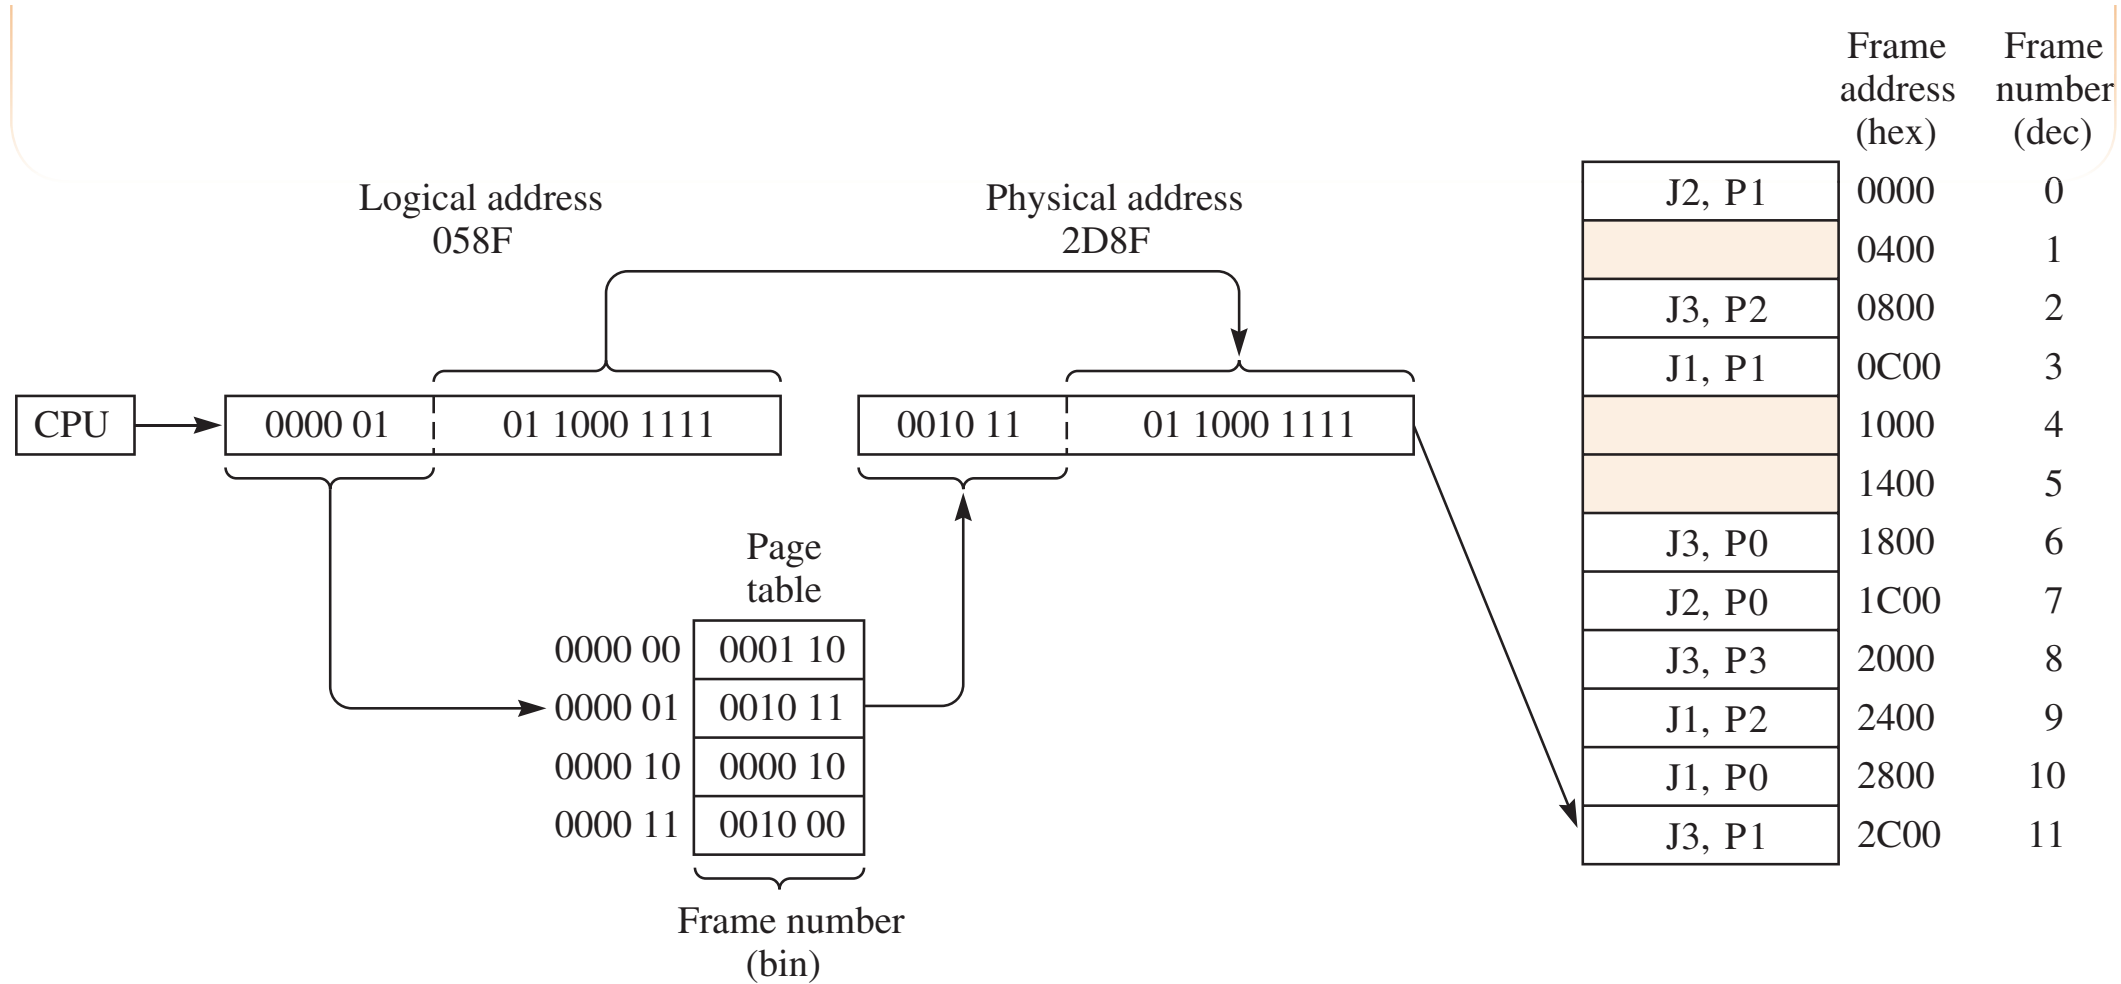 Frame Frame
address number
(hex) (dec)
Logical address
058F
Physical address
2D8F
CPU
0000 01 01 1000 1111
0010 11 01 1000 1111
Page
table
0000 00 0001 10
0000 01 0010 11
0000 10 0000 10
0000 11 0010 00
Frame number
(bin)
J2, P1 0000 0
0400 1
J3, P2 0800 2
J1, P1 0C00 3
1000 4
1400 5
J3, P0 1800 6
J2, P0 1C00 7
J3, P3 2000 8
J1, P2 2400 9
J1, P0 2800 10
J3, P1 2C00 11